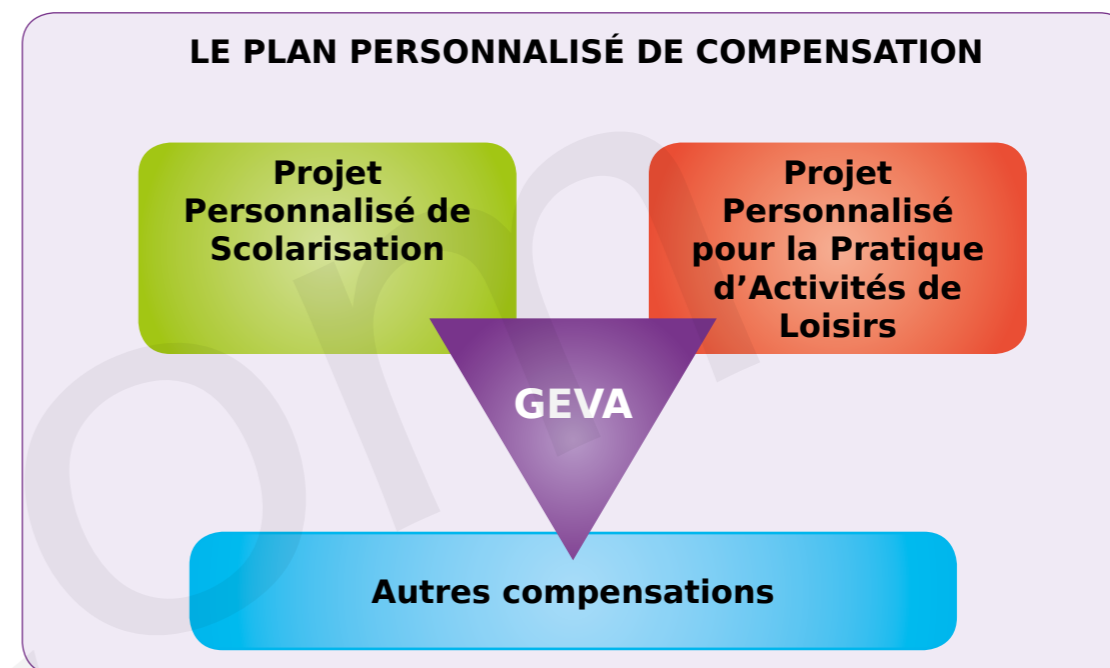 LE PLAN PERSONNALISÉ DE COMPENSATION
Projet
Personnalisé de
Scolarisation
Projet
Personnalisé
pour la Pratique
d’Activités de
Loisirs
GEVA
Autres compensations
om